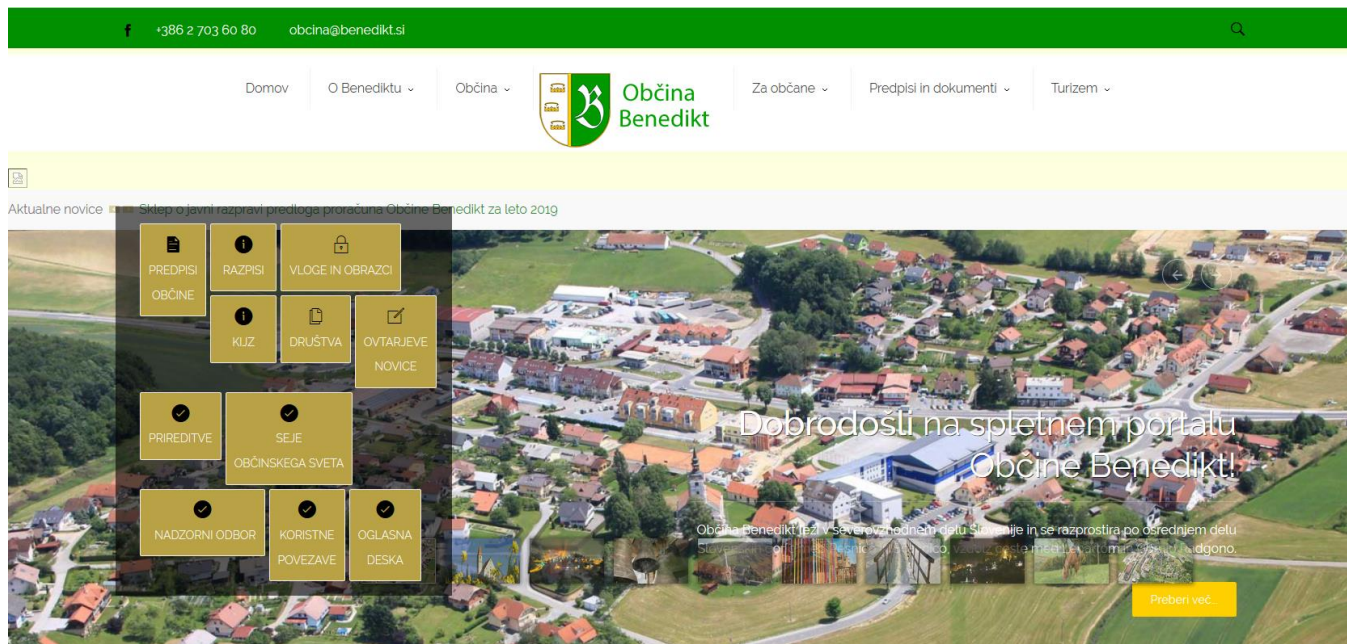 +386 2 703 60 80 obcina@benedikt.si
Domov O Benediktu Občina Občina Benedikt Za občane Predpisi in dokumenti Turizem
Aktualne novice Sklep o javni razpravi predloga proračuna Občine Benedikt za leto 2019
PREDPISI
OBČINE
RAZPISI
VLOGE IN OBRAZCI
KIJZ
DRUŠTVA
OVTARJEVE
NOVICE
PRIREDITVE
SEJE
OBČINSKEGA SVETA
NADZORNI ODBOR
KORISTNE
POVEZAVE
OGLASNA
DESKA
Dobrodošli na spletnem portalu
Občine Benedikt!
Občina Benedikt leži v severovzhodnem delu Slovenije in se razprostira po osrednjem delu
Preberi več...